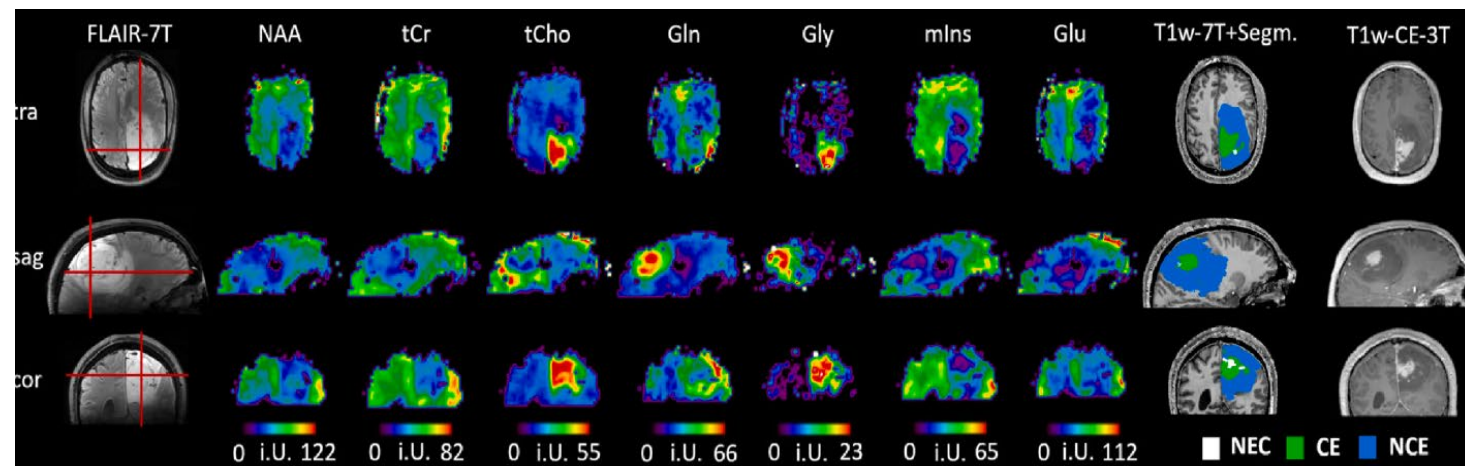 FLAIR-7T NAA tCr tCho Gln Gly mIns Glu T1w-7T+Segm. T1w-CE-3T
tra
sag
cor
0 i.U. 122 0 i.U. 82 0 i.U. 55 0 i.U. 66 0 i.U. 23 0 i.U. 65 0 i.U. 112
NEC CE NCE